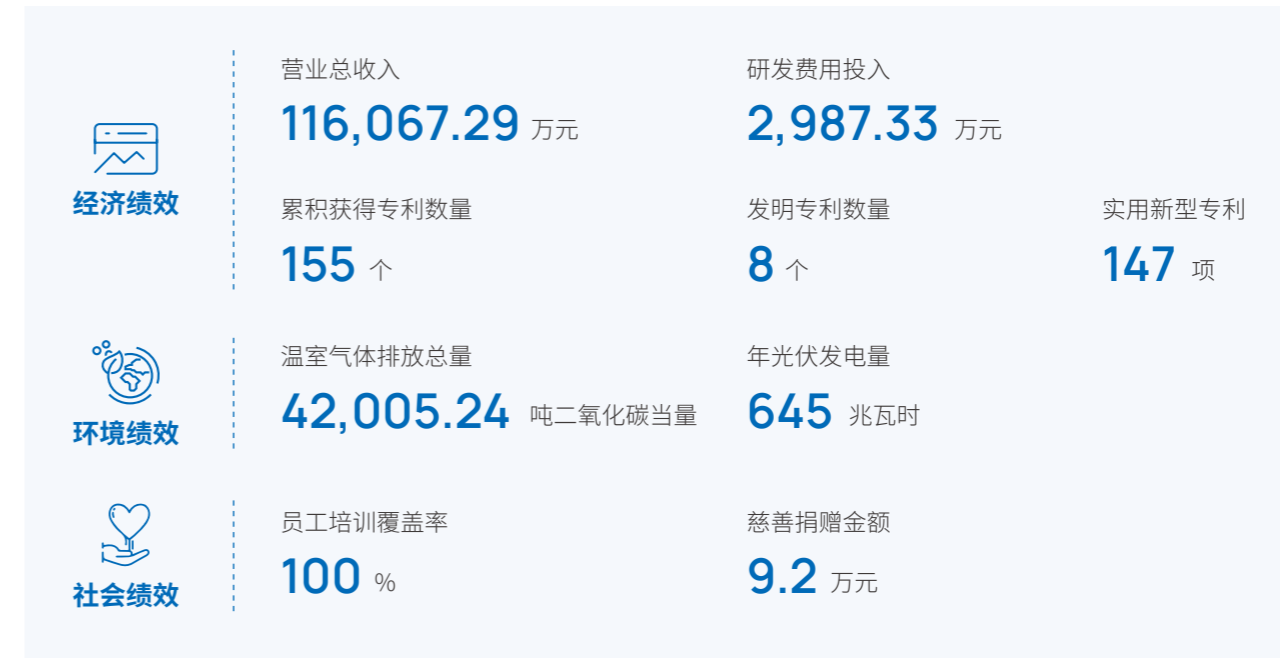 经济绩效
营业总收入
116,067.29 万元
研发费用投入
2,987.33 万元
累积获得专利数量
155 个
发明专利数量
8 个
实用新型专利
147 项
环境绩效
温室气体排放总量
42,005.24 吨二氧化碳当量
年光伏发电量
645 兆瓦时
社会绩效
员工培训覆盖率
100 %
慈善捐赠金额
9.2 万元